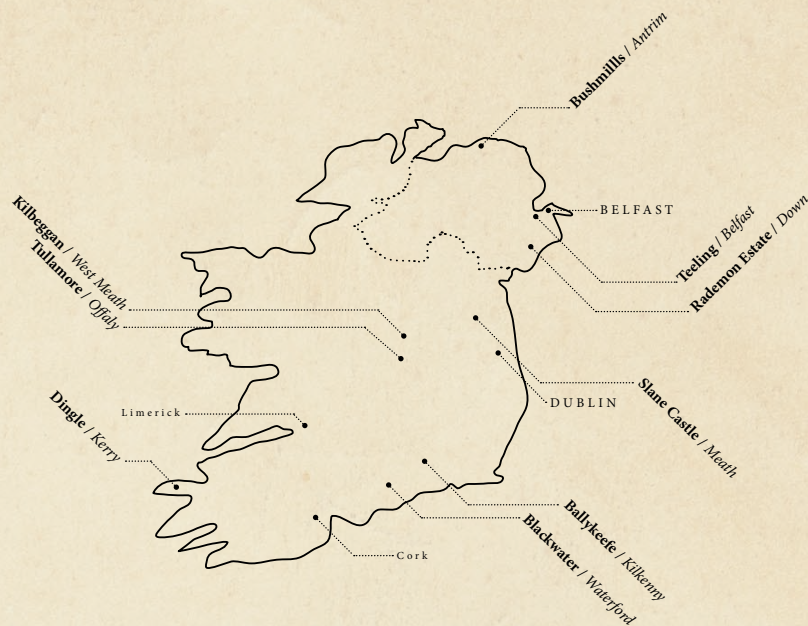 Bushmillls / Antrim
BELFAST
Teeling / Belfast
Rademon Estate / Down
Kilbeggan / West Meath
Tullamore / Offaly
Slane Castle / Meath
DUBLIN
Limerick
Dingle / Kerry
Ballykeefe / Kilkenny
Blackwater / Waterford
Cork